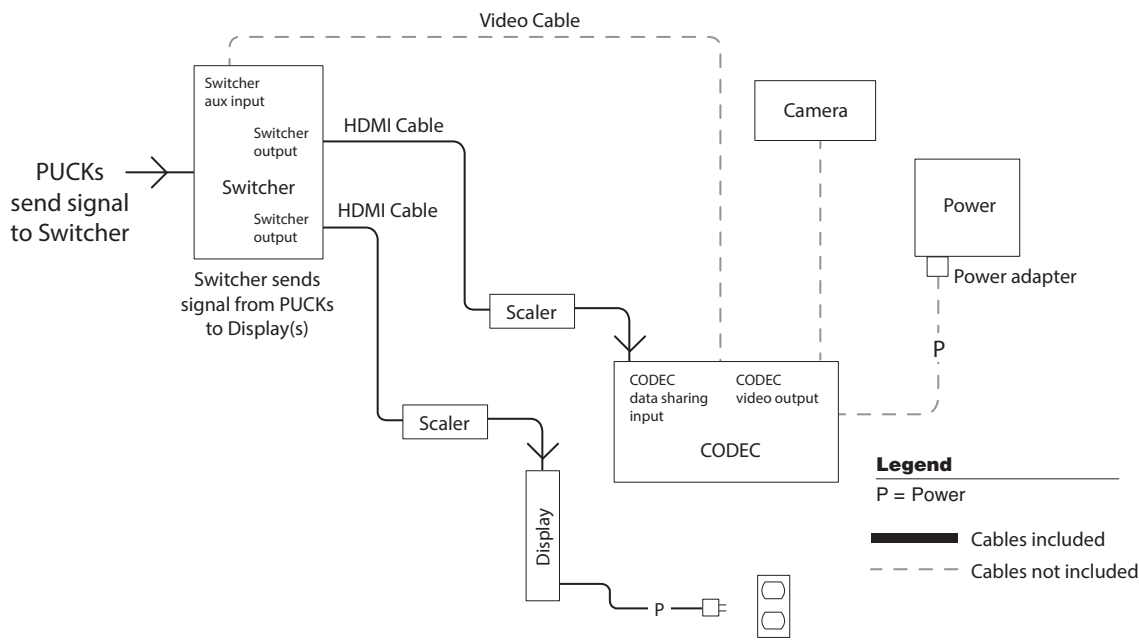 Video Cable
Switcher
aux input
Switcher
output
Switcher
Switcher
output
HDMI Cable
HDMI Cable
PUCKs
send signal
to Switcher
Switcher sends
signal from PUCKs
to Display(s)
Camera
Power
Power adapter
P
Scaler
Scaler
CODEC
data sharing
input
CODEC
video output
CODEC
Display
P
Legend
P = Power
Cables included
Cables not included